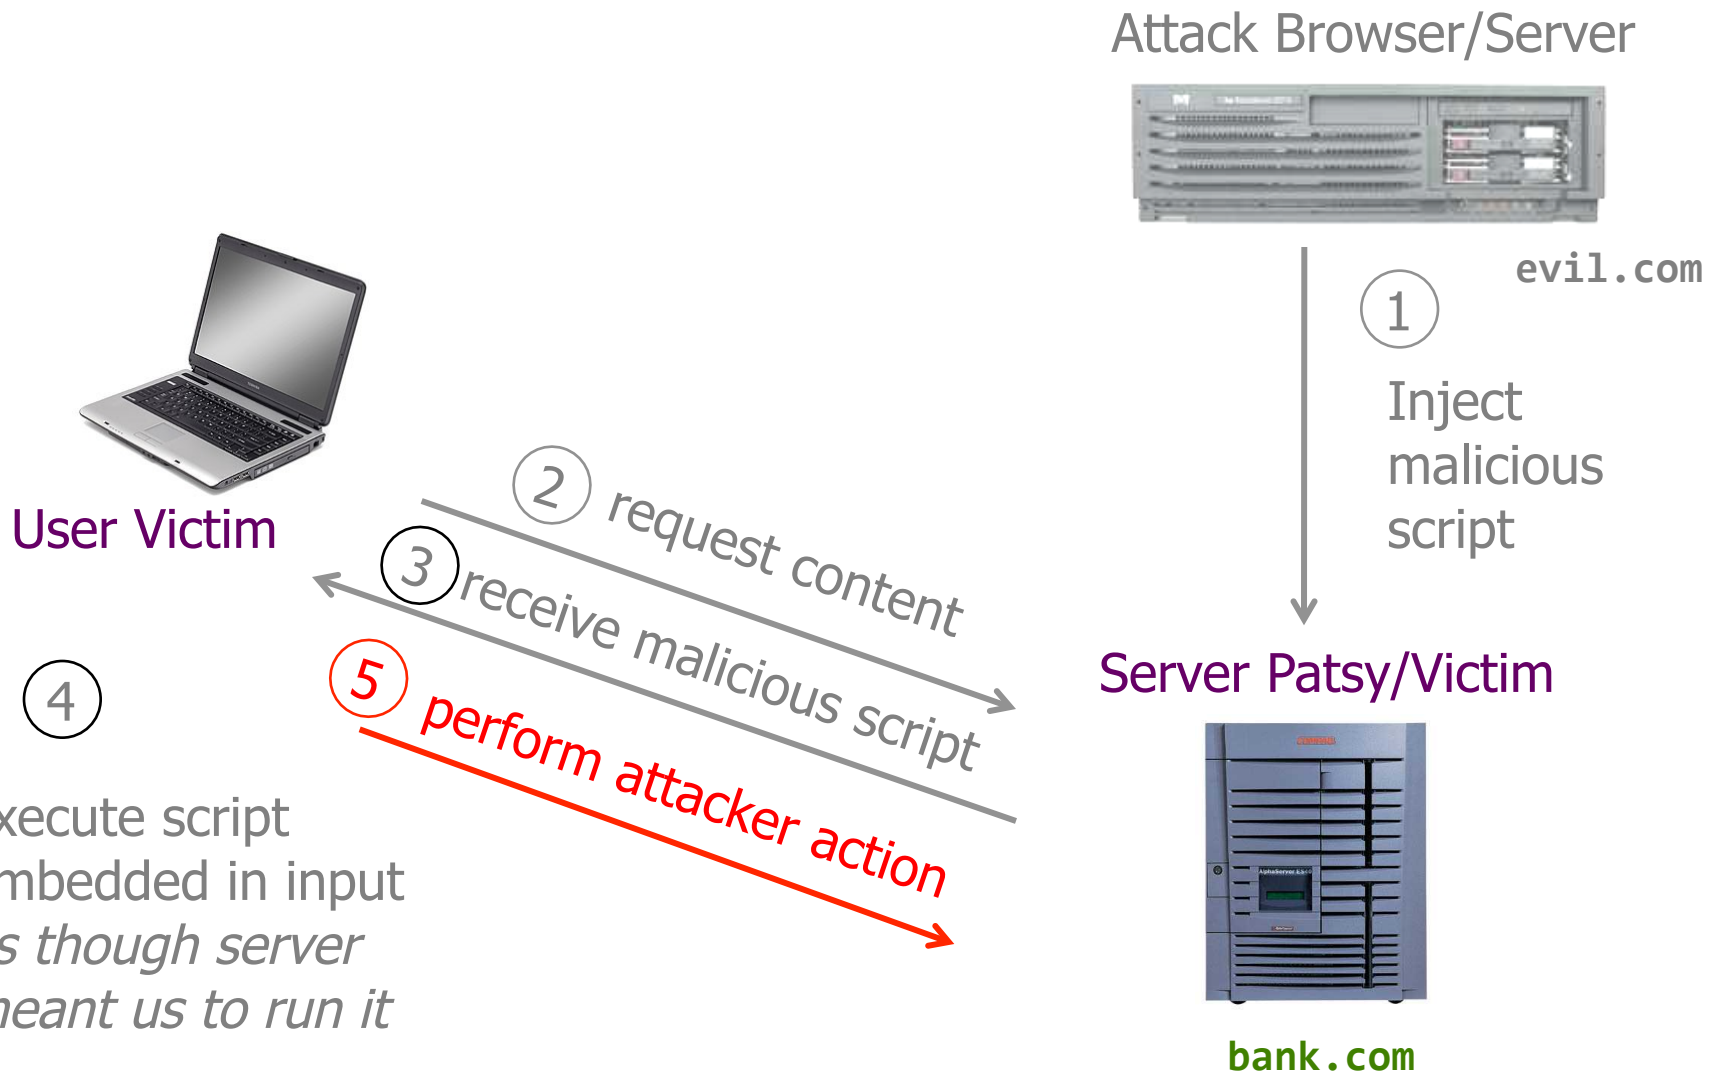 Attack Browser/Server
evil.com
1
Inject
malicious
script
2 request content
User Victim
3 receive malicious script
Server Patsy/Victim
4
5 perform attacker action
xecute script
mbedded in input
s though server
neant us to run it
AlphaServer
bank.com